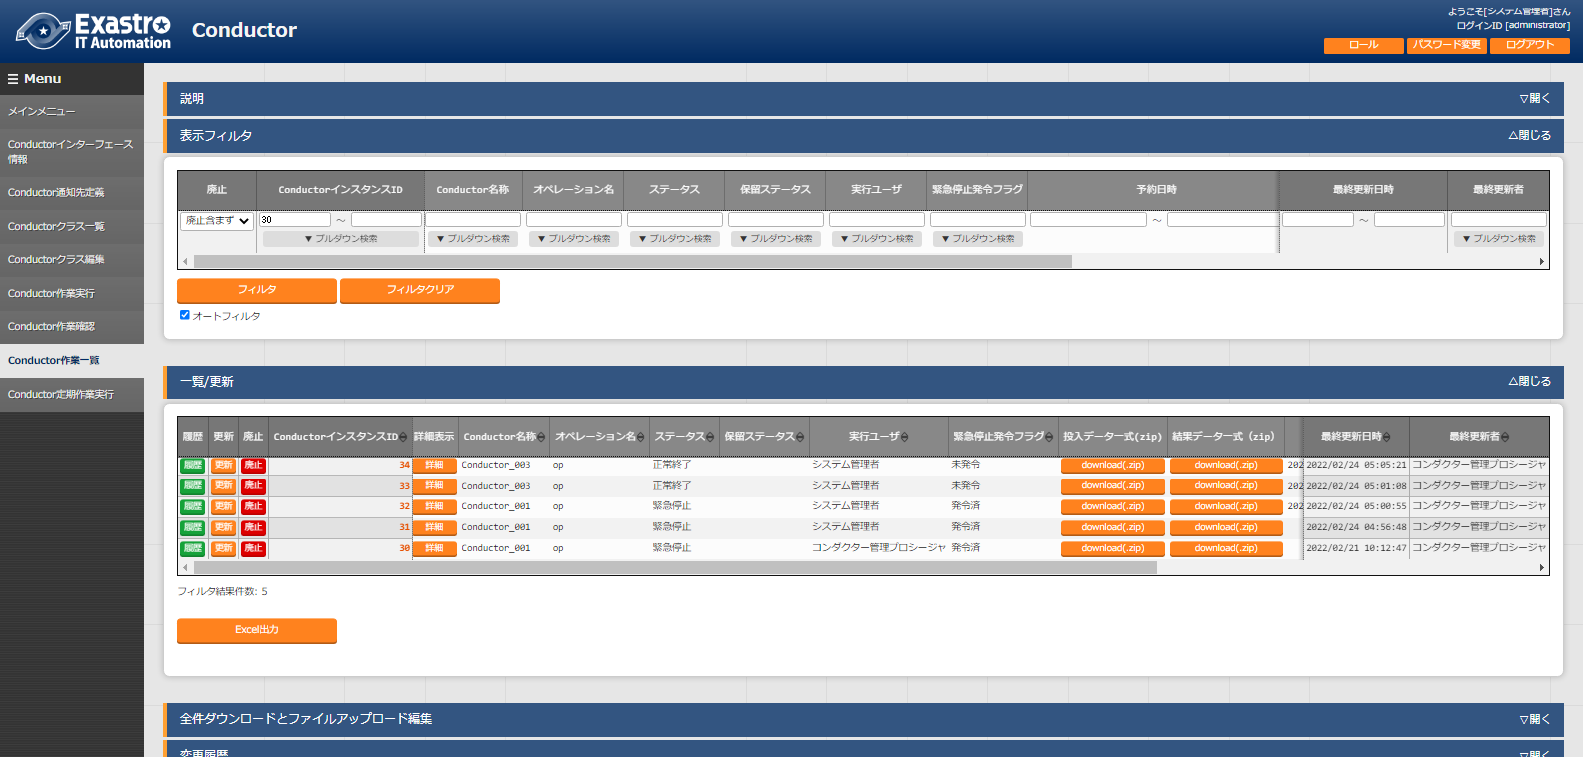 Exastro
IT Automation
Conductor
ようこそ[システム管理者]さん
ログインID [administrator]
ロール パスワード変更 ログアウト
☰ Menu
メインメニュー
Conductorインターフェース
情報
Conductor通知先定義
Conductorクラス一覧
Conductorクラス編集
Conductor作業実行
Conductor作業確認
Conductor作業一覧
Conductor定期作業実行
説明 ▽開く
表示フィルタ △閉じる
廃止 ConductorインスタンスID Conductor名称 オペレーション名 ステータス 保留ステータス 実行ユーザ 緊急停止発令フラグ 予約日時 最終更新日時 最終更新者
廃止含まず 30 ～ ～ ～
▼ プルダウン検索 ▼ プルダウン検索 ▼ プルダウン検索 ▼ プルダウン検索 ▼ プルダウン検索 ▼ プルダウン検索 ▼ プルダウン検索 ▼ プルダウン検索
フィルタ フィルタクリア
オートフィルタ
一覧/更新 △閉じる
履歴 更新 廃止 ConductorインスタンスID 詳細表示 Conductor名称 オペレーション名 ステータス 保留ステータス 実行ユーザ 緊急停止発令フラグ 投入データ一式(zip) 結果データ一式（zip） 最終更新日時 最終更新者
履歴 更新 廃止 34 詳細 Conductor_003 op 正常終了 システム管理者 未発令 download(.zip) download(.zip) 202 2022/02/24 05:05:21 コンダクター管理プロシージャ
履歴 更新 廃止 33 詳細 Conductor_003 op 正常終了 システム管理者 未発令 download(.zip) download(.zip) 202 2022/02/24 05:01:08 コンダクター管理プロシージャ
履歴 更新 廃止 32 詳細 Conductor_001 op 緊急停止 システム管理者 発令済 download(.zip) download(.zip) 202 2022/02/24 05:00:55 コンダクター管理プロシージャ
履歴 更新 廃止 31 詳細 Conductor_001 op 緊急停止 システム管理者 発令済 download(.zip) download(.zip) 2022/02/24 04:56:48 コンダクター管理プロシージャ
履歴 更新 廃止 30 詳細 Conductor_001 op 緊急停止 コンダクター管理プロシージャ 発令済 download(.zip) download(.zip) 2022/02/21 10:12:47 コンダクター管理プロシージャ
フィルタ結果件数: 5
Excel出力
全件ダウンロードとファイルアップロード編集 ▽開く
変更履歴 ▽開く